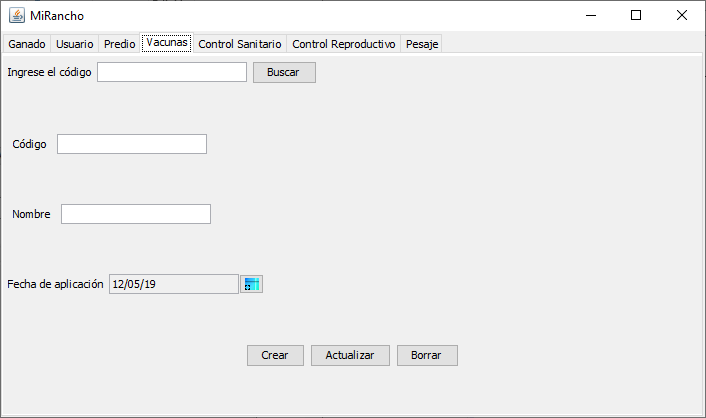 MiRancho
Ganado Usuario Predio Vacunas Control Sanitario Control Reproductivo Pesaje
Ingrese el código Buscar
Código
Nombre
Fecha de aplicación 12/05/19
Crear Actualizar Borrar